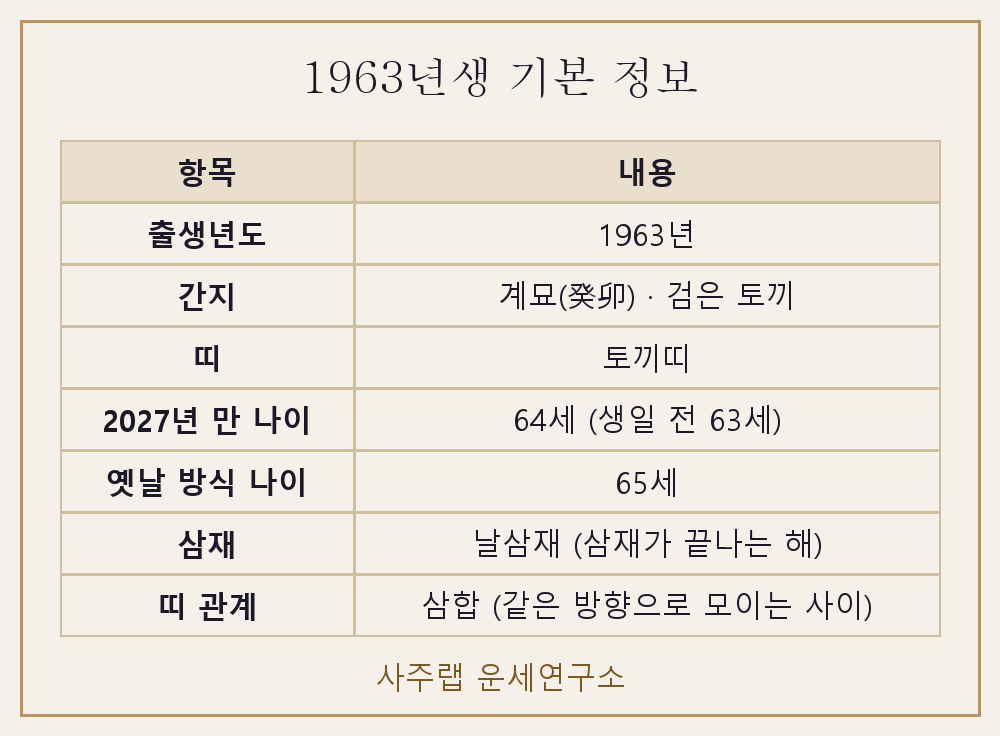 1963년생 기본 정보
항목 내용
출생년도 1963년
간지 계묘(癸卯) · 검은 토끼
띠 토끼띠
2027년 만 나이 64세 (생일 전 63세)
옛날 방식 나이 65세
삼재 날삼재 (삼재가 끝나는 해)
띠 관계 삼합 (같은 방향으로 모이는 사이)
사주랩 운세연구소